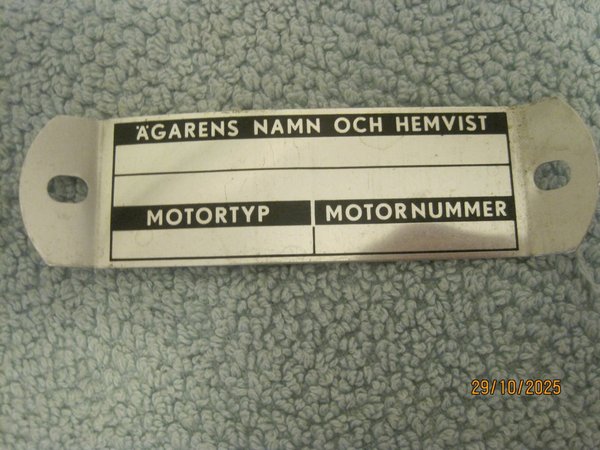 ÄGARENS NAMN OCH HEMVIST
MOTORTYP MOTORNUMMER
29/10/2025